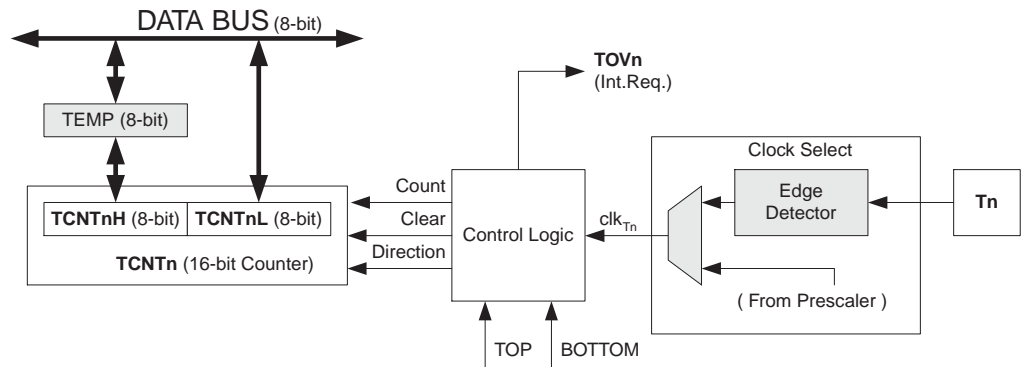 DATA BUS (8-bit)
TEMP (8-bit)
TCNTnH (8-bit) TCNTnL (8-bit)
TCNTn (16-bit Counter)
Count
Clear
Direction
TOVn
(Int.Req.)
Control Logic
TOP
BOTTOM
clkTn
Clock Select
Edge
Detector
( From Prescaler )
Tn